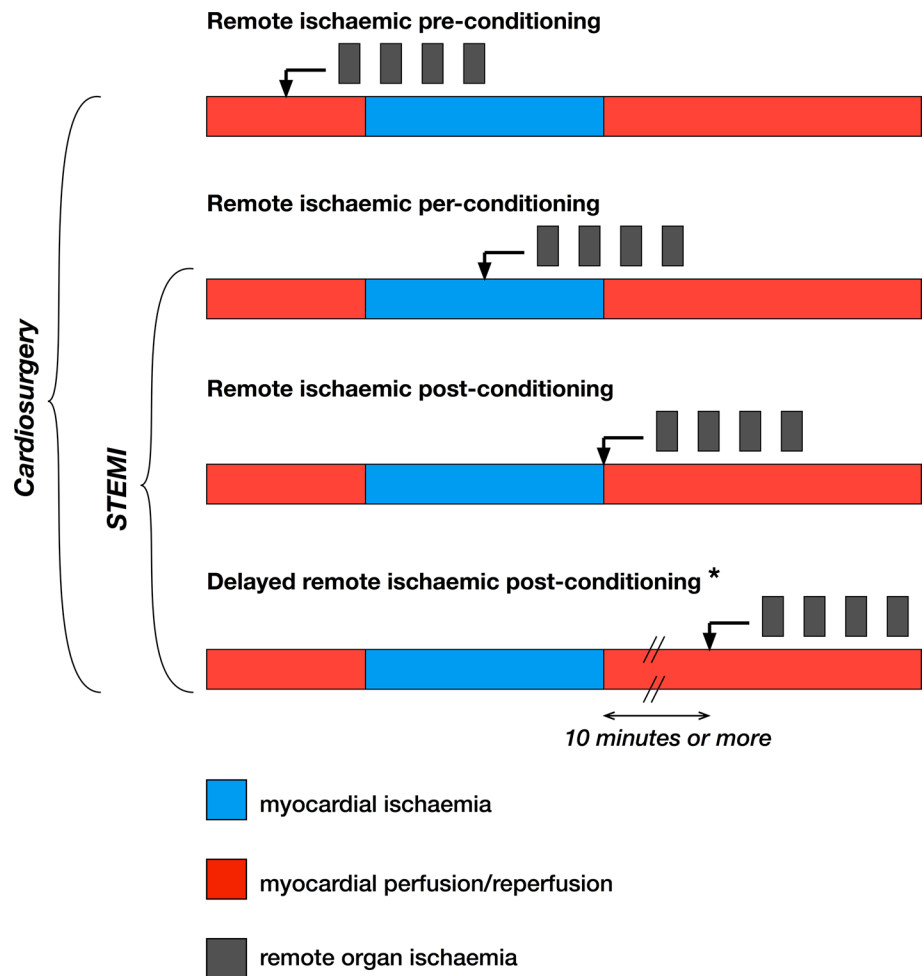 Remote ischaemic pre-conditioning
Remote ischaemic per-conditioning
Remote ischaemic post-conditioning
Delayed remote ischaemic post-conditioning *
10 minutes or more
Cardiosurgery
STEMI
myocardial ischaemia
myocardial perfusion/reperfusion
remote organ ischaemia